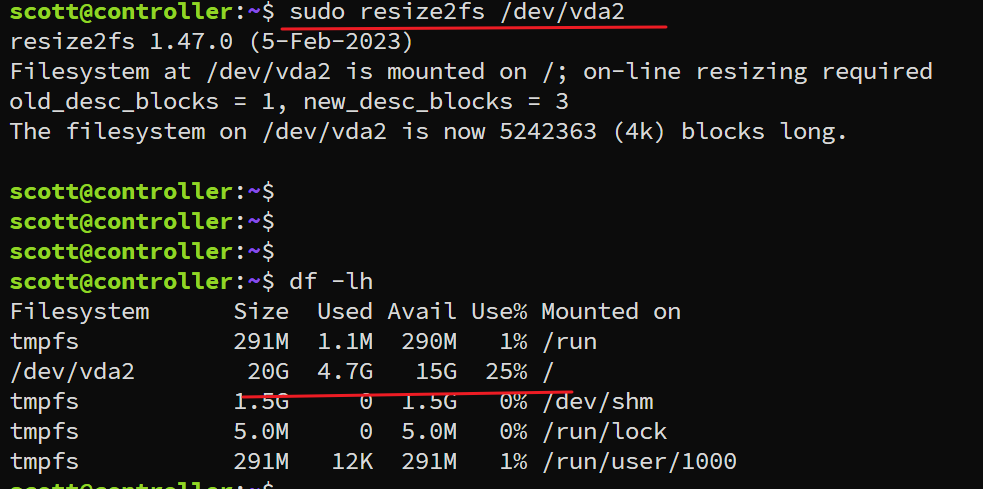 scott@controller:~$ sudo resize2fs /dev/vda2
resize2fs 1.47.0 (5-Feb-2023)
Filesystem at /dev/vda2 is mounted on /; on-line resizing required
old_desc_blocks = 1, new_desc_blocks = 3
The filesystem on /dev/vda2 is now 5242363 (4k) blocks long.
scott@controller:~$
scott@controller:~$
scott@controller:~$
scott@controller:~$ df -lh
Filesystem      Size  Used Avail Use% Mounted on
tmpfs           291M  1.1M  290M   1% /run
/dev/vda2        20G  4.7G   15G  25% /
tmpfs           1.5G     0  1.5G   0% /dev/shm
tmpfs           5.0M     0  5.0M   0% /run/lock
tmpfs           291M   12K  291M   1% /run/user/1000
scott@controller:~$